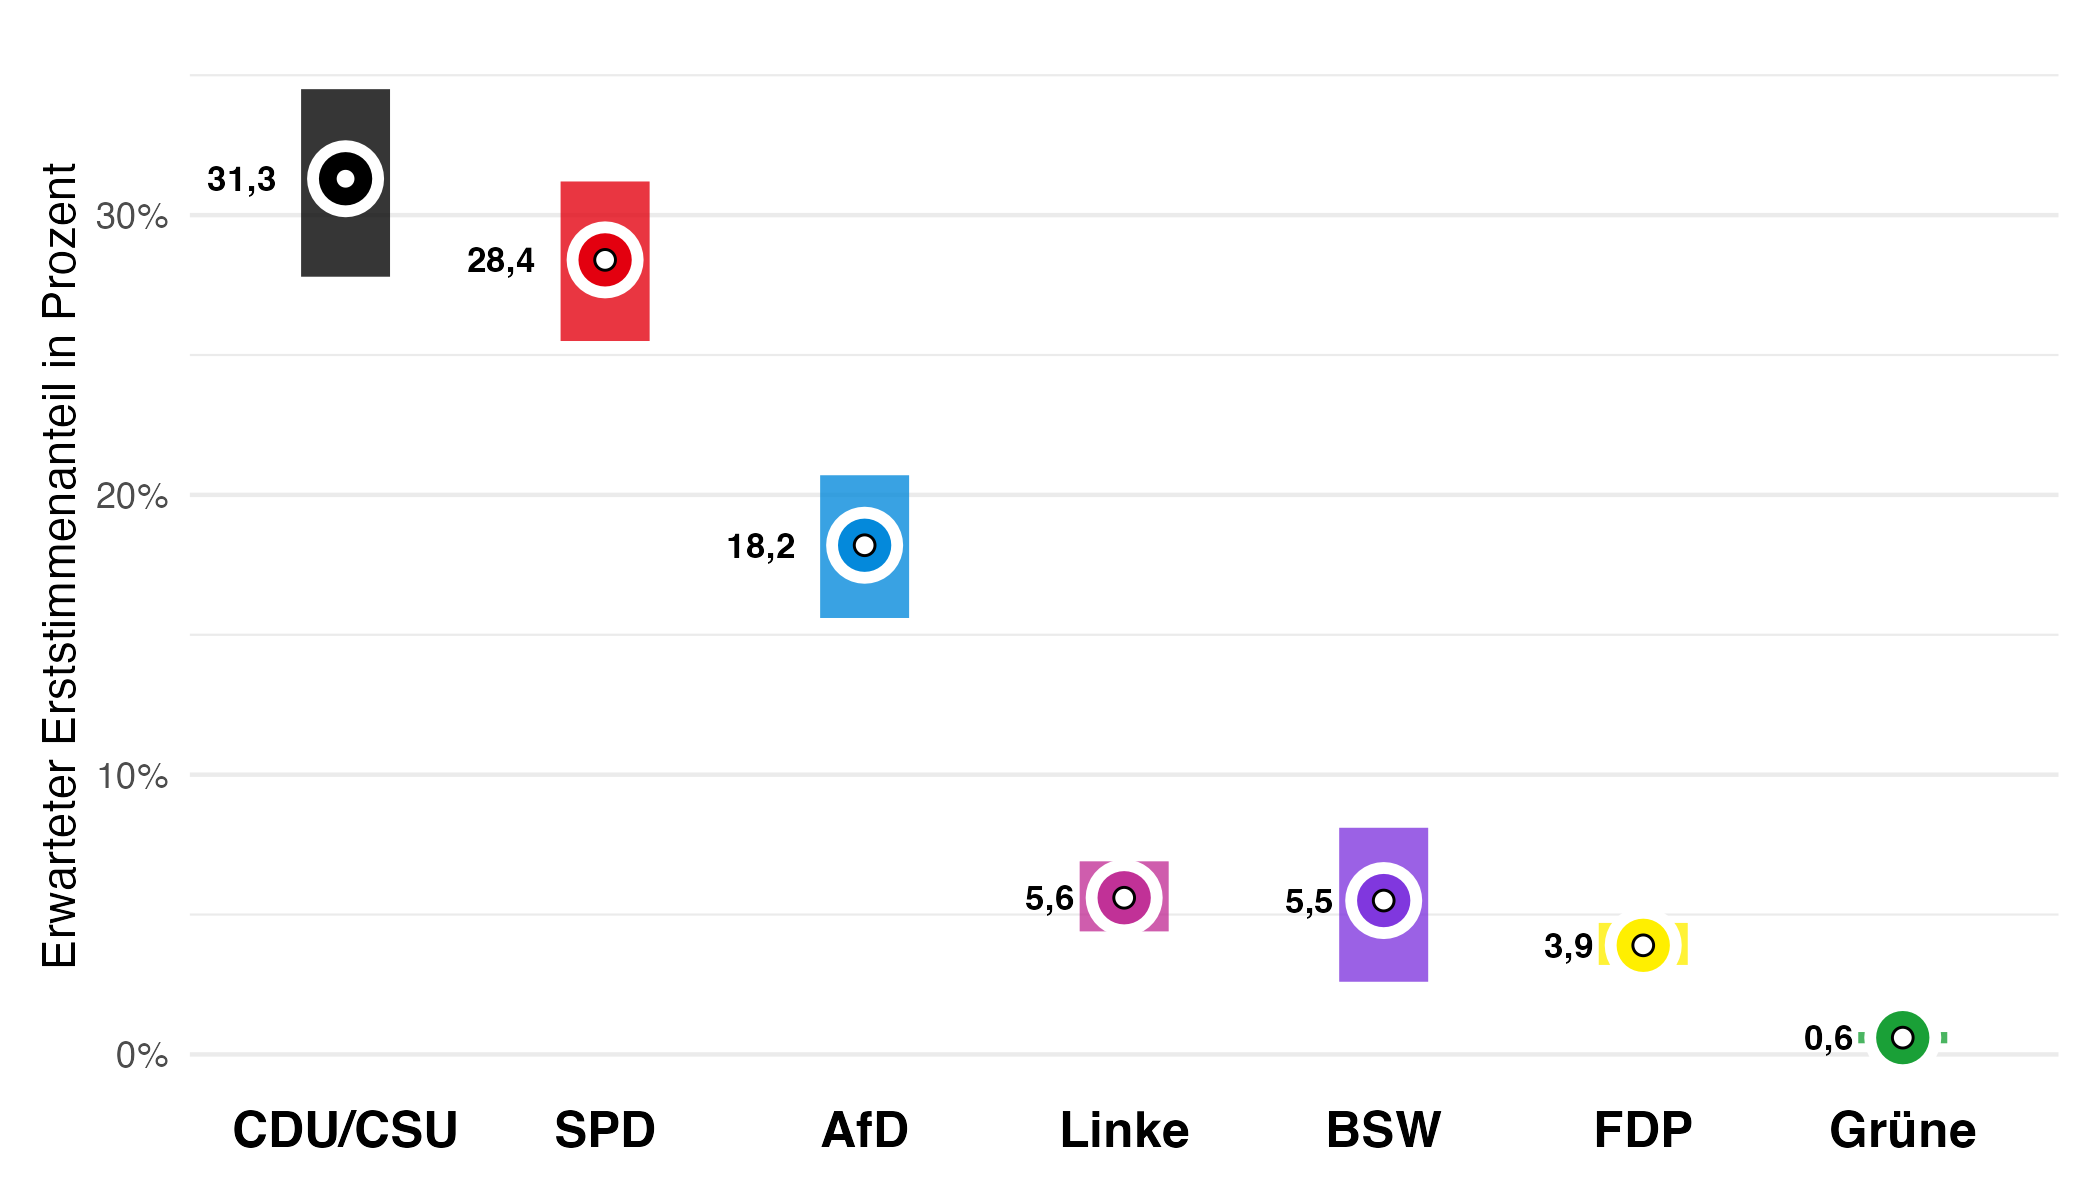 Erwarteter Erststimmenanteil in Prozent
30%
20%
10%
0%
31,3
28,4
18,2
5,6
5,5
3,9
0,6
CDU/CSU
SPD
AfD
Linke
BSW
FDP
Grüne